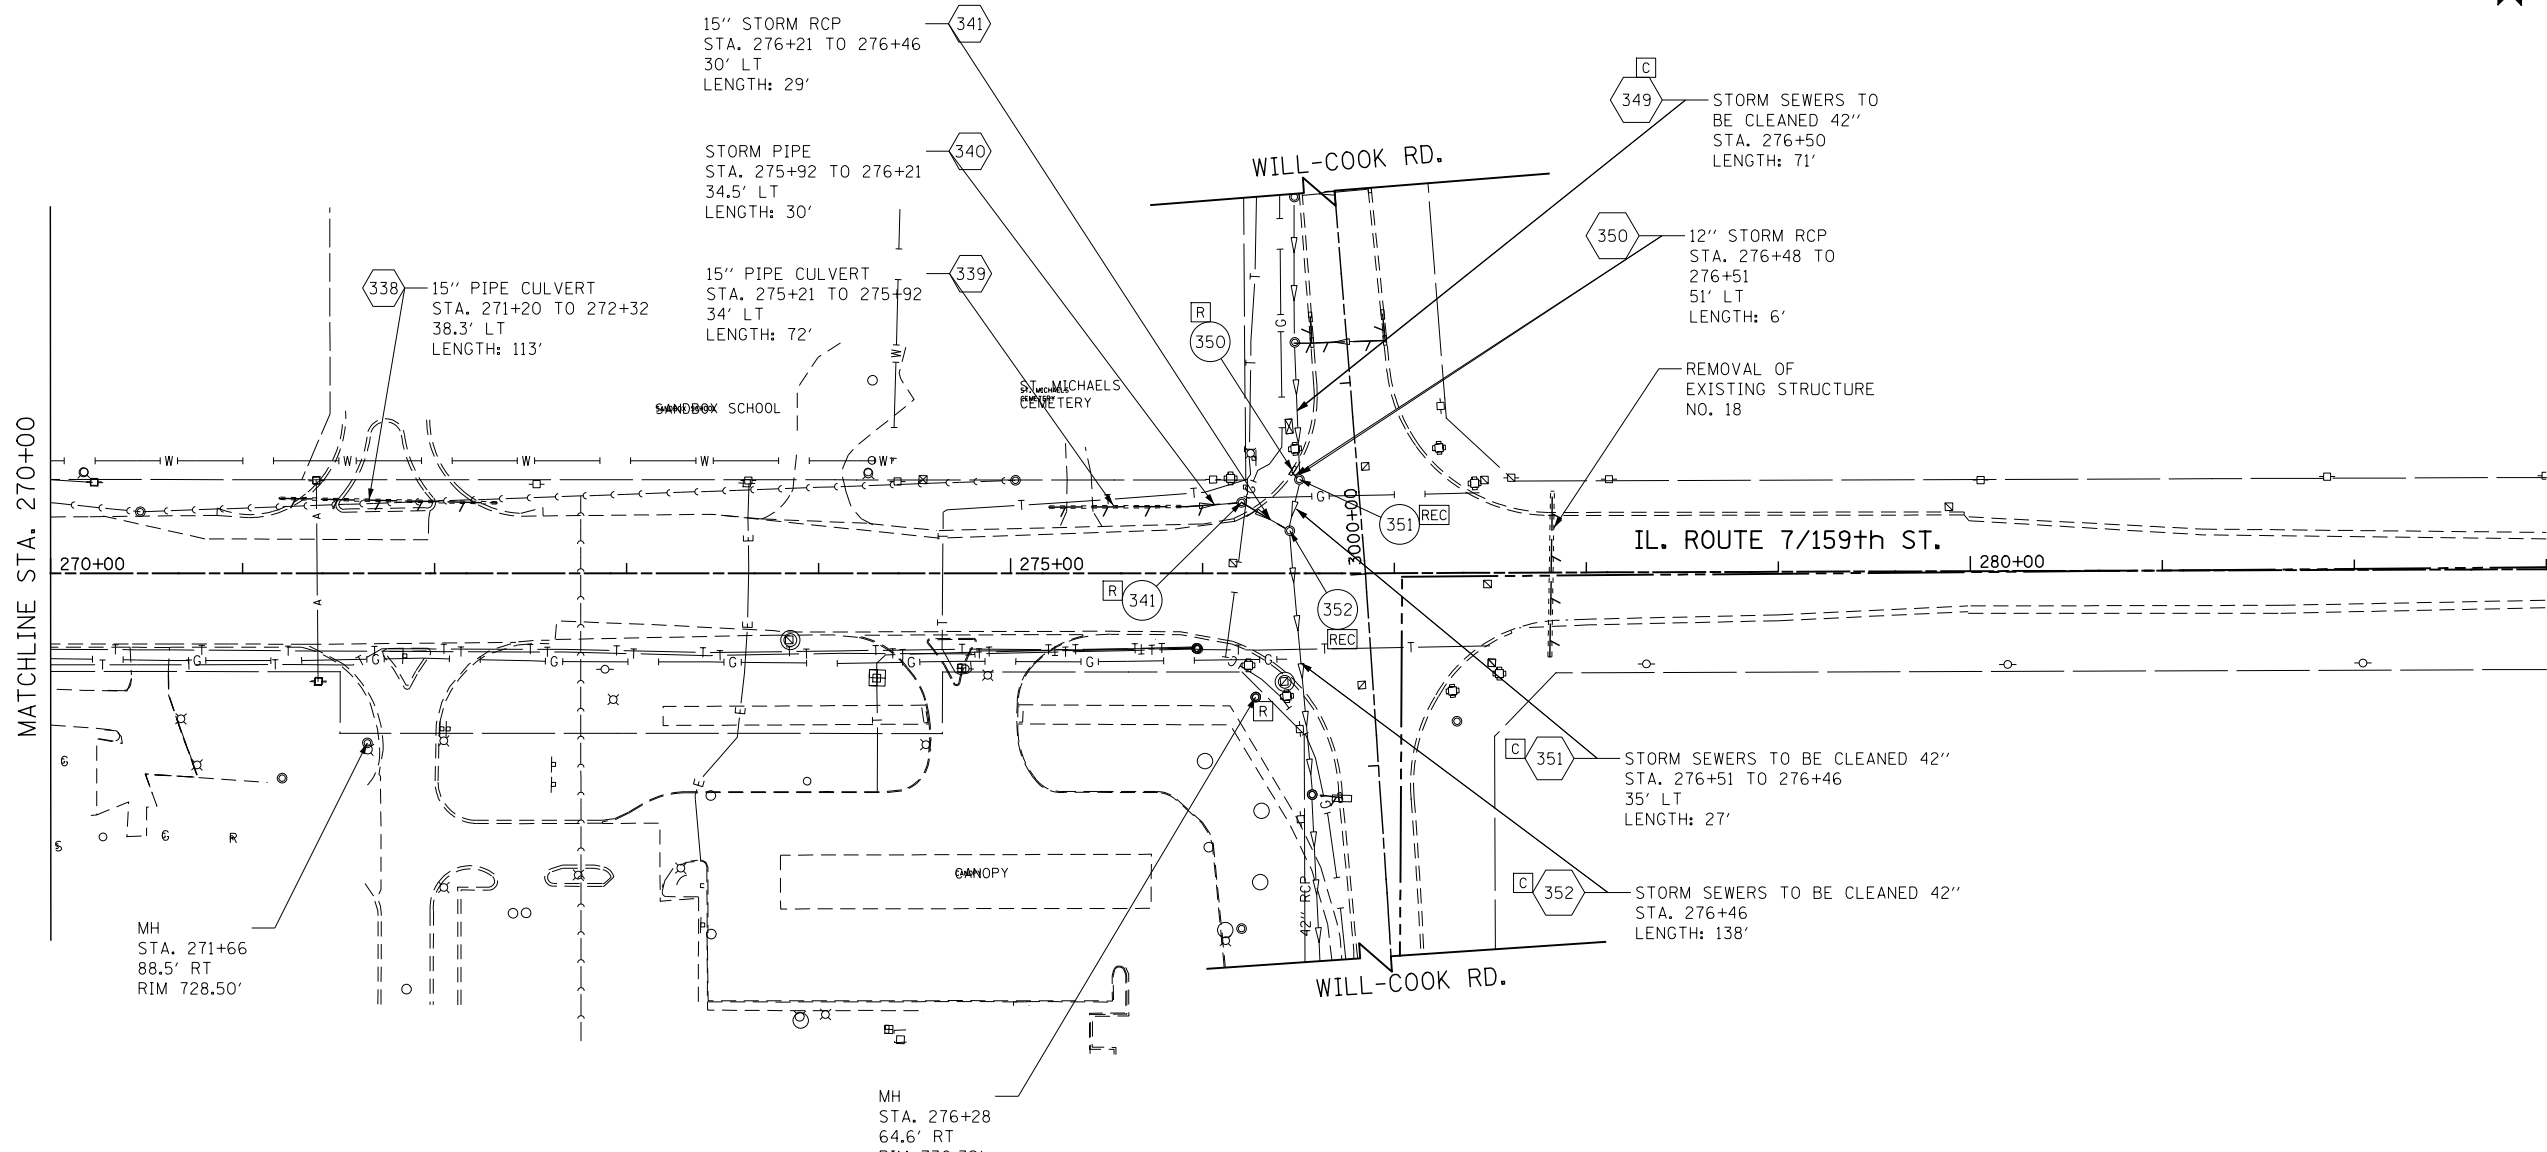 15'' STORM RCP
STA. 276+21 TO 276+46
30' LT
LENGTH: 29'
341
STORM PIPE
STA. 275+92 TO 276+21
34.5' LT
LENGTH: 30'
340
15'' PIPE CULVERT
STA. 275+21 TO 275+92
34' LT
LENGTH: 72'
339
338
15'' PIPE CULVERT
STA. 271+20 TO 272+32
38.3' LT
LENGTH: 113'
WILL-COOK RD.
C
349
STORM SEWERS TO
BE CLEANED 42''
STA. 276+50
LENGTH: 71'
350
12'' STORM RCP
STA. 276+48 TO
276+51
51' LT
LENGTH: 6'
R
350
REMOVAL OF
EXISTING STRUCTURE
NO. 18
SANDBOX SCHOOL
ST. MICHAELS
CEMETERY
MATCHLINE STA. 270+00
270+00
275+00
3000+00
280+00
IL. ROUTE 7/159th ST.
351
REC
R
341
352
REC
R
C
351
STORM SEWERS TO BE CLEANED 42''
STA. 276+51 TO 276+46
35' LT
LENGTH: 27'
C
352
STORM SEWERS TO BE CLEANED 42''
STA. 276+46
LENGTH: 138'
CANOPY
42'' RCP
WILL-COOK RD.
MH
STA. 271+66
88.5' RT
RIM 728.50'
MH
STA. 276+28
64.6' RT